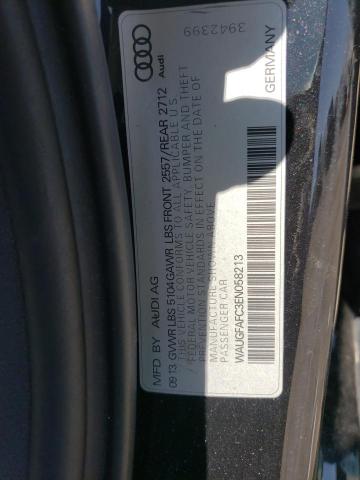 MFD BY AUDI AG
3942399
Audi
09 13 GVWR LBS 5104 GAWR LBS FRONT 2557/REAR 2712
THIS VEHICLE CONFORMS TO ALL APPLICABLE U S
FEDERAL MOTOR VEHICLE SAFETY, BUMPER AND THEFT
PREVENTION STANDARDS IN EFFECT ON THE DATE OF
MANUFACTURE SHOWN ABOVE.
PASSENGER CAR
WAUGFAFC3EN058213
GERMANY